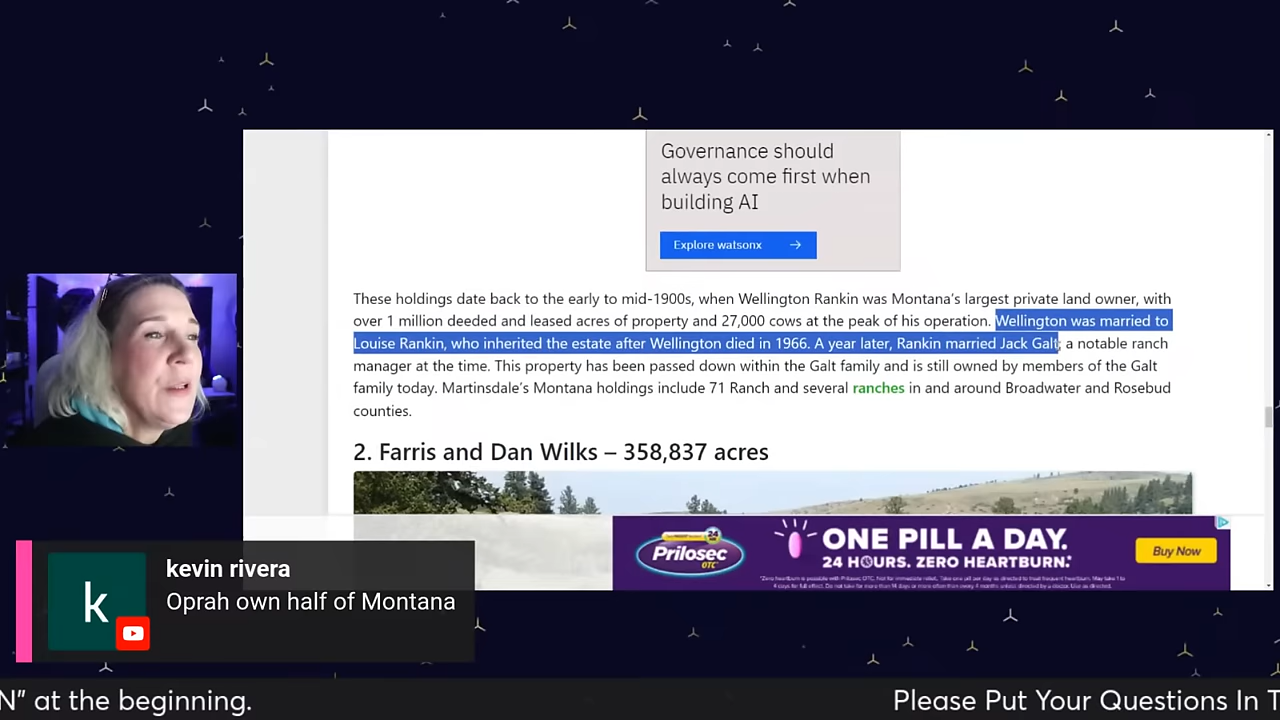 Governance should
always come first when
building AI
Explore watsonx
These holdings date back to the early to mid-1900s, when Wellington Rankin was Montana's largest private land owner, with
over 1 million deeded and leased acres of property and 27,000 cows at the peak of his operation. Wellington was married to
Louise Rankin, who inherited the estate after Wellington died in 1966. A year later, Rankin married Jack Galt; a notable ranch
manager at the time. This property has been passed down within the Galt family and is still owned by members of the Galt
family today. Martinsdale's Montana holdings include 71 Ranch and several ranches in and around Broadwater and Rosebud
counties.
2. Farris and Dan Wilks – 358,837 acres
Prilosec
OTC
24
ONE PILL A DAY.
24 HOURS. ZERO HEARTBURN.*
Buy Now
kevin rivera
k
Oprah own half of Montana
N" at the beginning.
Please Put Your Questions In T